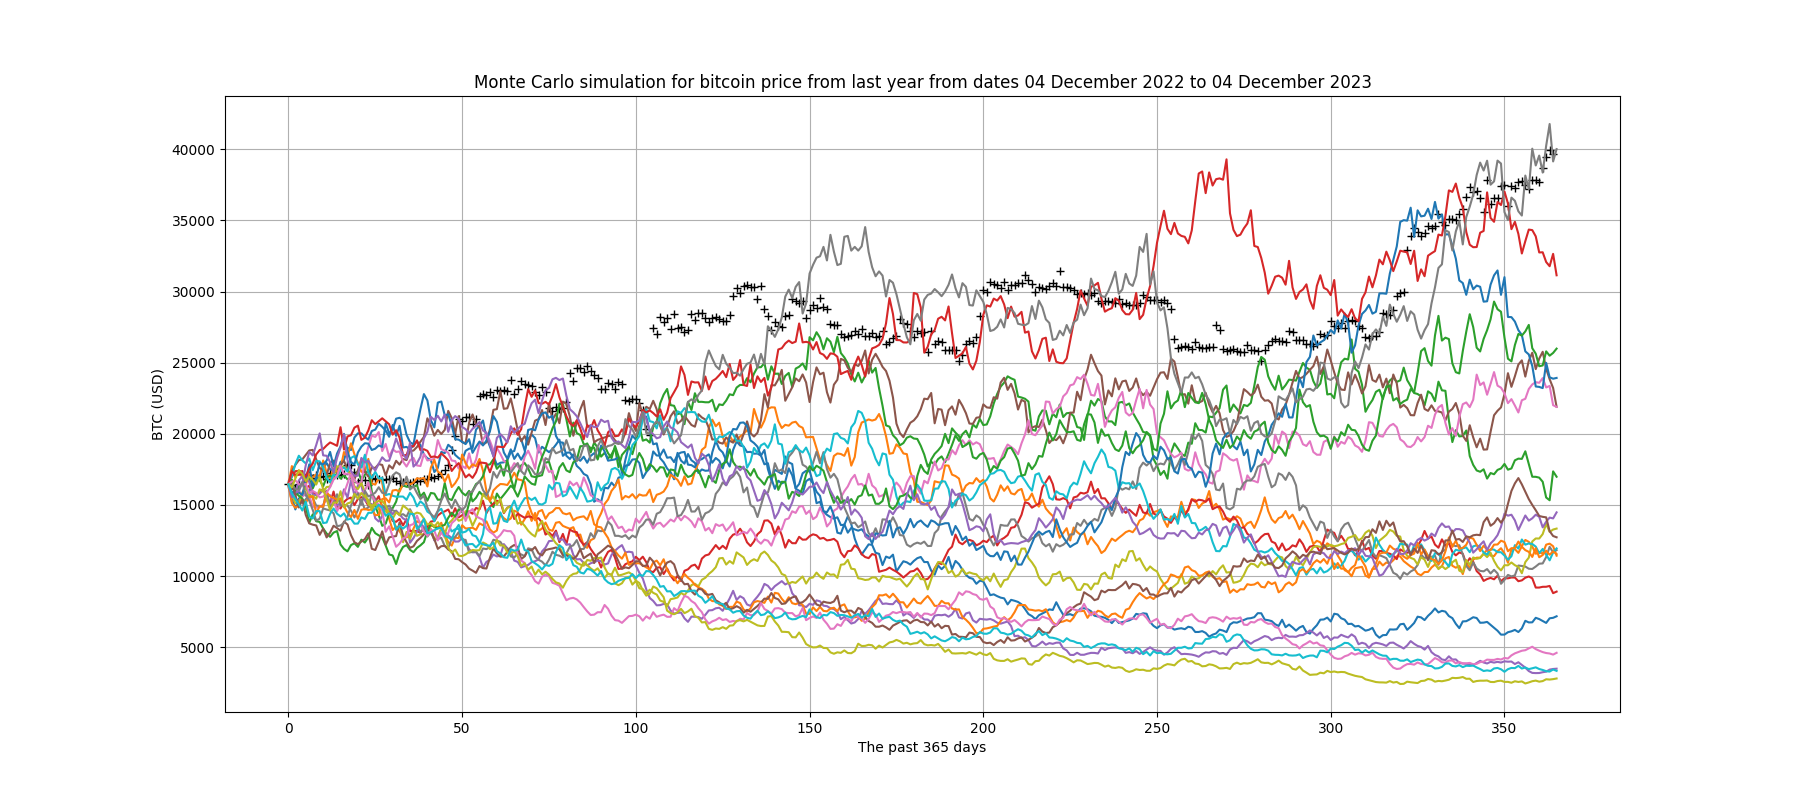 Monte Carlo simulation for bitcoin price from last year from dates 04 December 2022 to 04 December 2023
40000
35000
30000
25000
20000
15000
10000
5000
BTC (USD)
0 50 100 150 200 250 300 350
The past 365 days